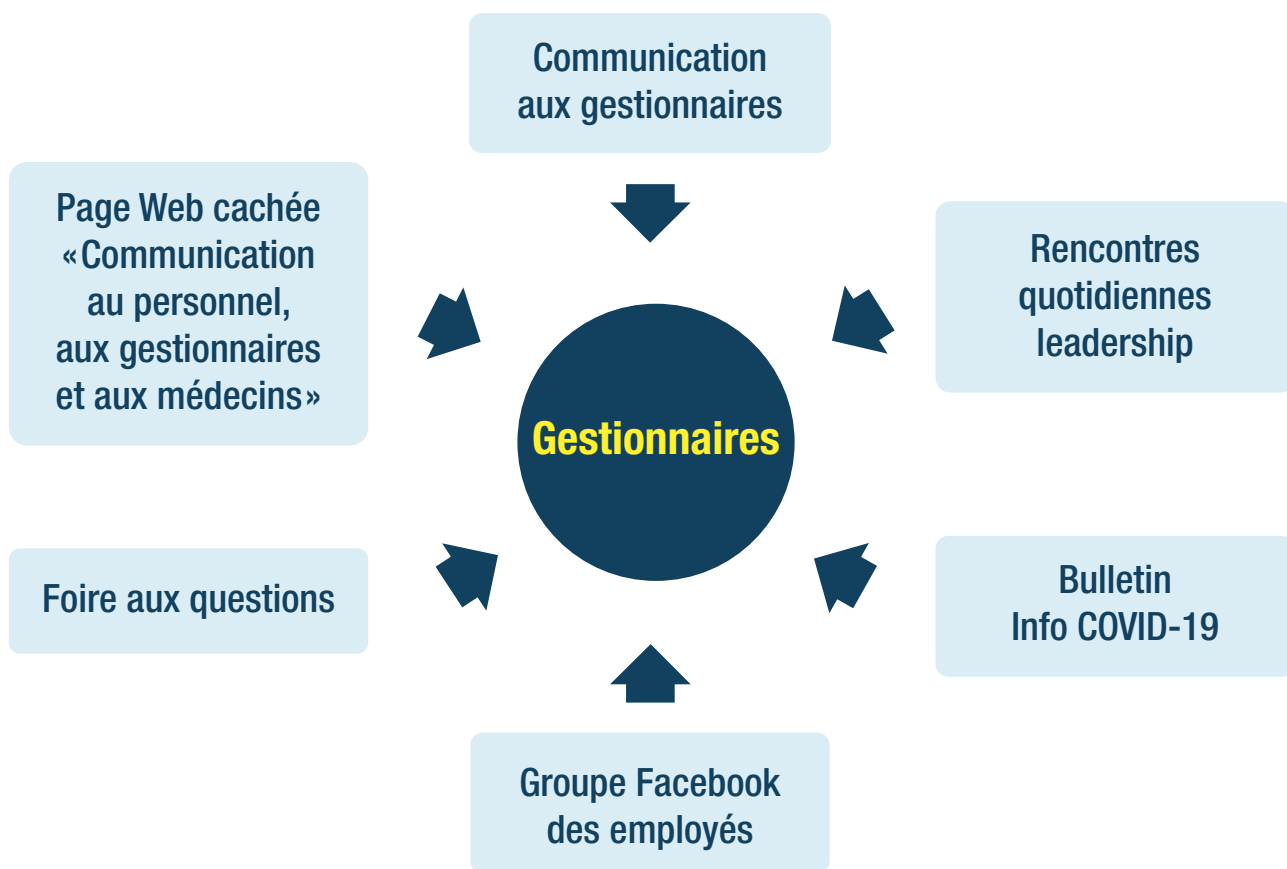 Communication
aux gestionnaires
Page Web cachée
«Communication
au personnel,
aux gestionnaires
et aux médecins»
Rencontres
quotidiennes
leadership
Gestionnaires
Foire aux questions
Bulletin
Info COVID-19
Groupe Facebook
des employés